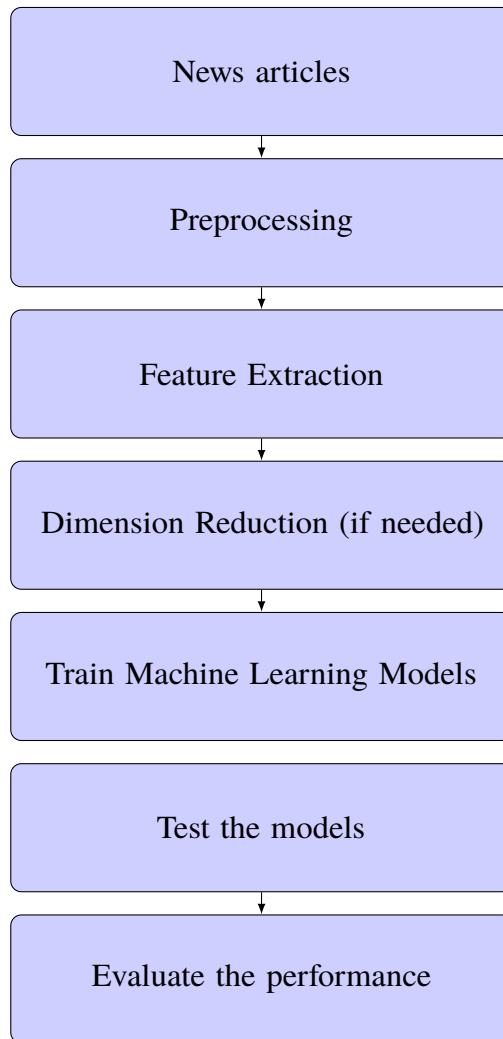 News articles
Preprocessing
Feature Extraction
Dimension Reduction (if needed)
Train Machine Learning Models
Test the models
Evaluate the performance